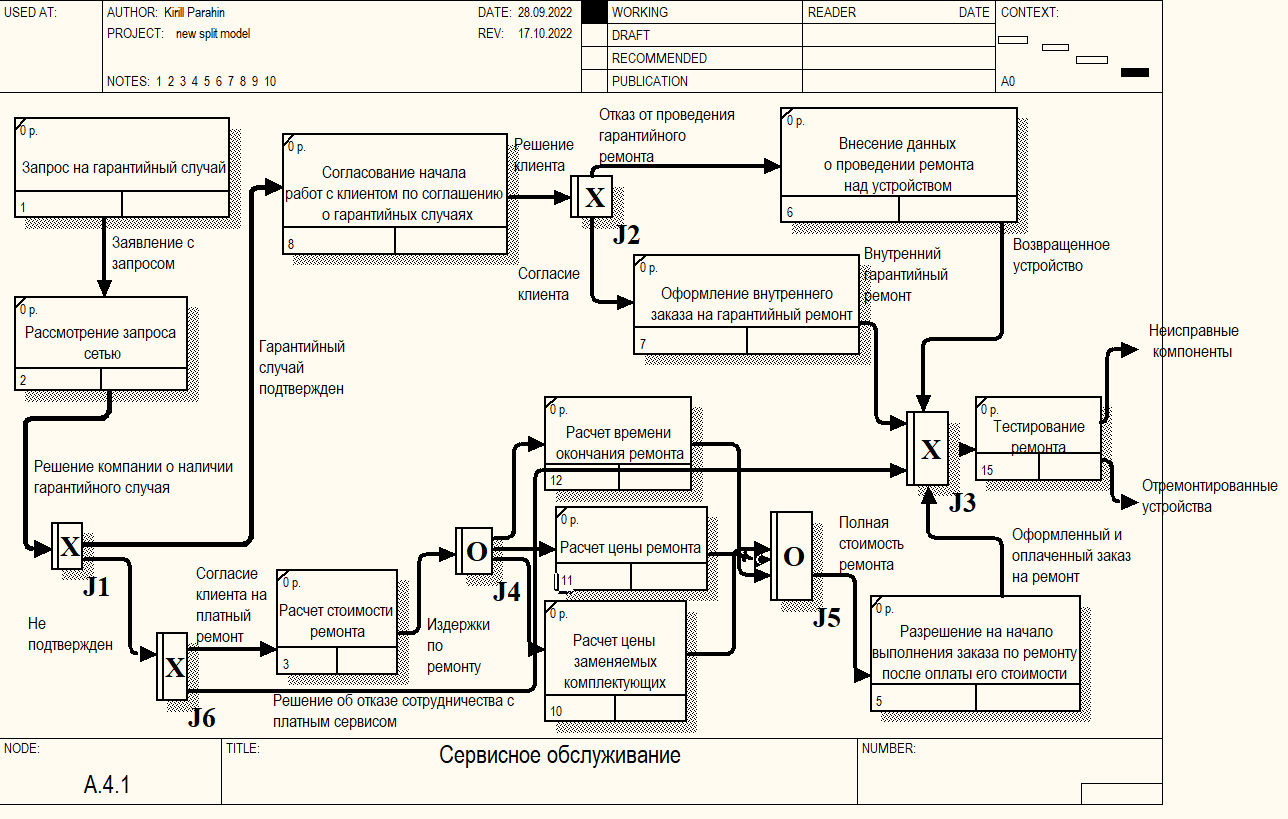 USED AT:
AUTHOR: Kirill Parahin
DATE: 28.09.2022
PROJECT: new split model
REV: 17.10.2022
NOTES: 1 2 3 4 5 6 7 8 9 10
WORKING
DRAFT
RECOMMENDED
PUBLICATION
READER
DATE
CONTEXT:
A0
0 р.
Запрос на гарантийный случай
1
Заявление с
запросом
0 р.
Рассмотрение запроса
сетью
2
Решение компании о наличии
гарантийного случая
X
J1
Гарантийный
случай
подтвержден
Не
подтвержден
X
J6
0 р.
Согласование начала
работ с клиентом по соглашению
о гарантийных случаях
8
Решение
клиента
X
J2
Отказ от проведения
гарантийного
ремонта
Согласие
клиента
0 р.
Внесение данных
о проведении ремонта
над устройством
6
0 р.
Оформление внутреннего
заказа на гарантийный ремонт
7
Внутренний
гарантийный
ремонт
Возвращенное
устройство
Согласие
клиента на
платный
ремонт
0 р.
Расчет стоимости
ремонта
3
Издержки
по
ремонту
Решение об отказе сотрудничества с
платным сервисом
O
J4
0 р.
Расчет времени
окончания ремонта
12
0 р.
Расчет цены ремонта
11
0 р.
Расчет цены
заменяемых
комплектующих
10
O
J5
Полная
стоимость
ремонта
0 р.
Разрешение на начало
выполнения заказа по ремонту
после оплаты его стоимости
5
Оформленный и
оплаченный заказ
на ремонт
X
J3
0 р.
Тестирование
ремонта
15
Неисправные
компоненты
Отремонтированные
устройства
NODE:
A.4.1
TITLE:
Сервисное обслуживание
NUMBER: